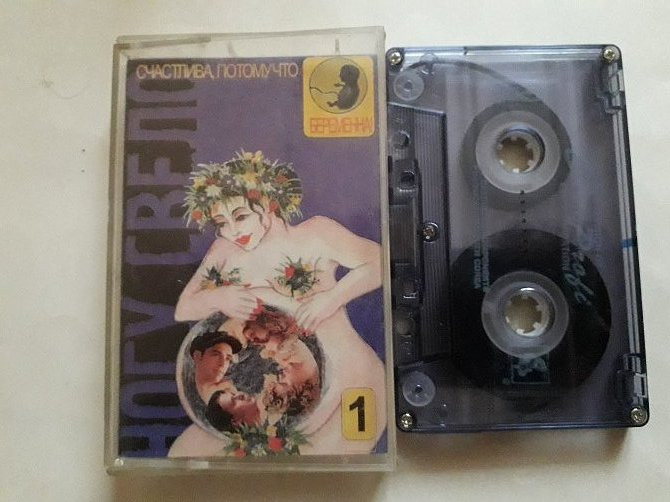 СЧАСТЛИВА, ПОТОМУ ЧТО
БЕРЕМЕННА
НОГУ СВЕЛО
1